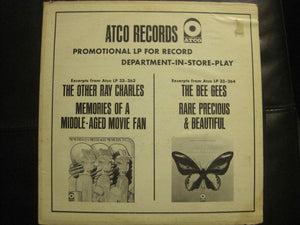 ATCO RECORDS
ATCO
PROMOTIONAL LP FOR RECORD
DEPARTMENT-IN-STORE-PLAY
Excerpts from Atco LP 33-263
THE OTHER RAY CHARLES
MEMORIES OF A
MIDDLE-AGED MOVIE FAN
Excerpts from Atco LP 33-264
THE BEE GEES
RARE PRECIOUS
& BEAUTIFUL